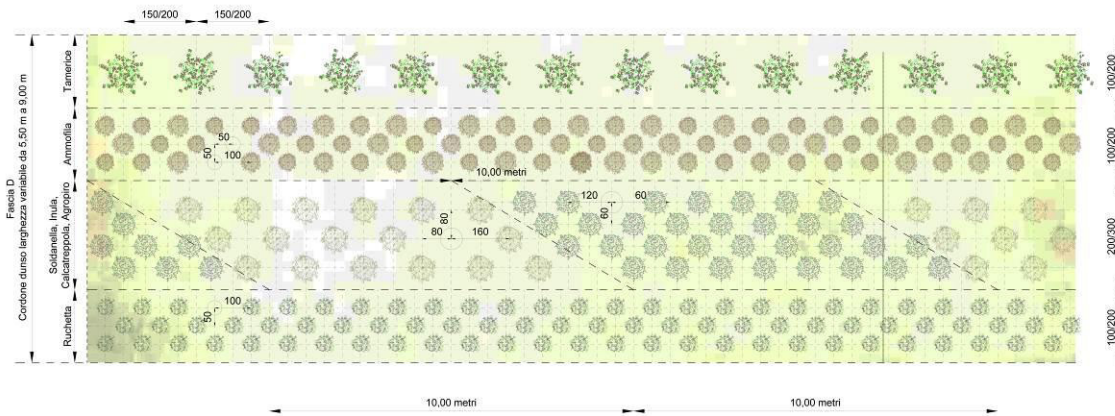 150/200 150/200
Fascia D
Cordone dunso larghazza variabile da 5,50 m a 9,00 m
Tamerice
100/200
Ammofila
50
50
100
100/200
10,00 metri
Soldanella, Inula,
Calcatreppola, Agropiro
120
60
60
80
80
160
200/300
Ruchetta
100
50
100/200
10,00 metri 10,00 metri